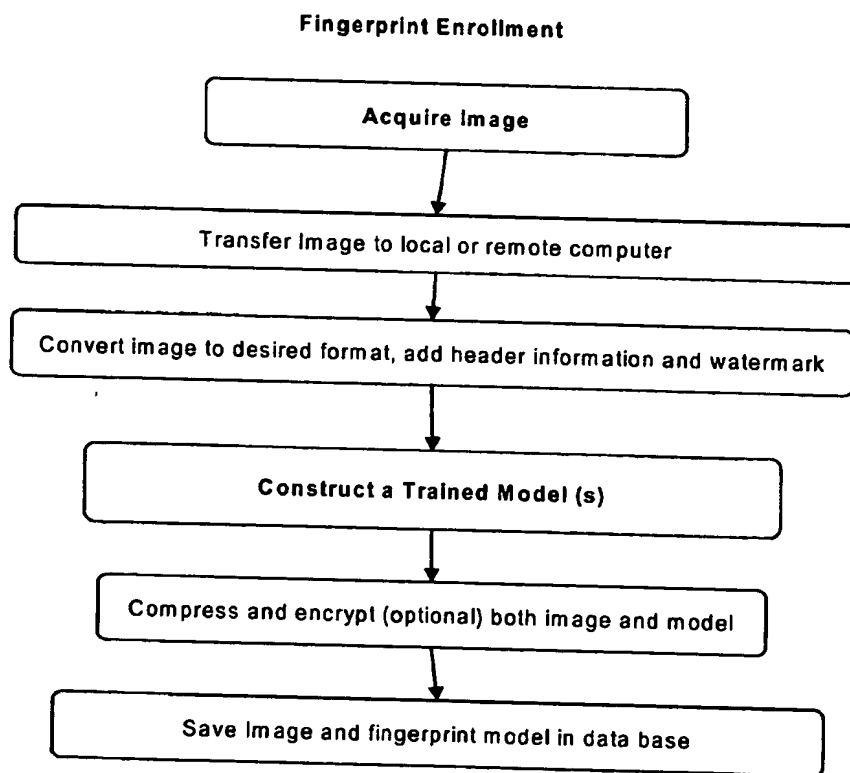 Fingerprint Enrollment
Acquire Image
Transfer Image to local or remote computer
Convert image to desired format, add header information and watermark
Construct a Trained Model (s)
Compress and encrypt (optional) both image and model
Save Image and fingerprint model in data base